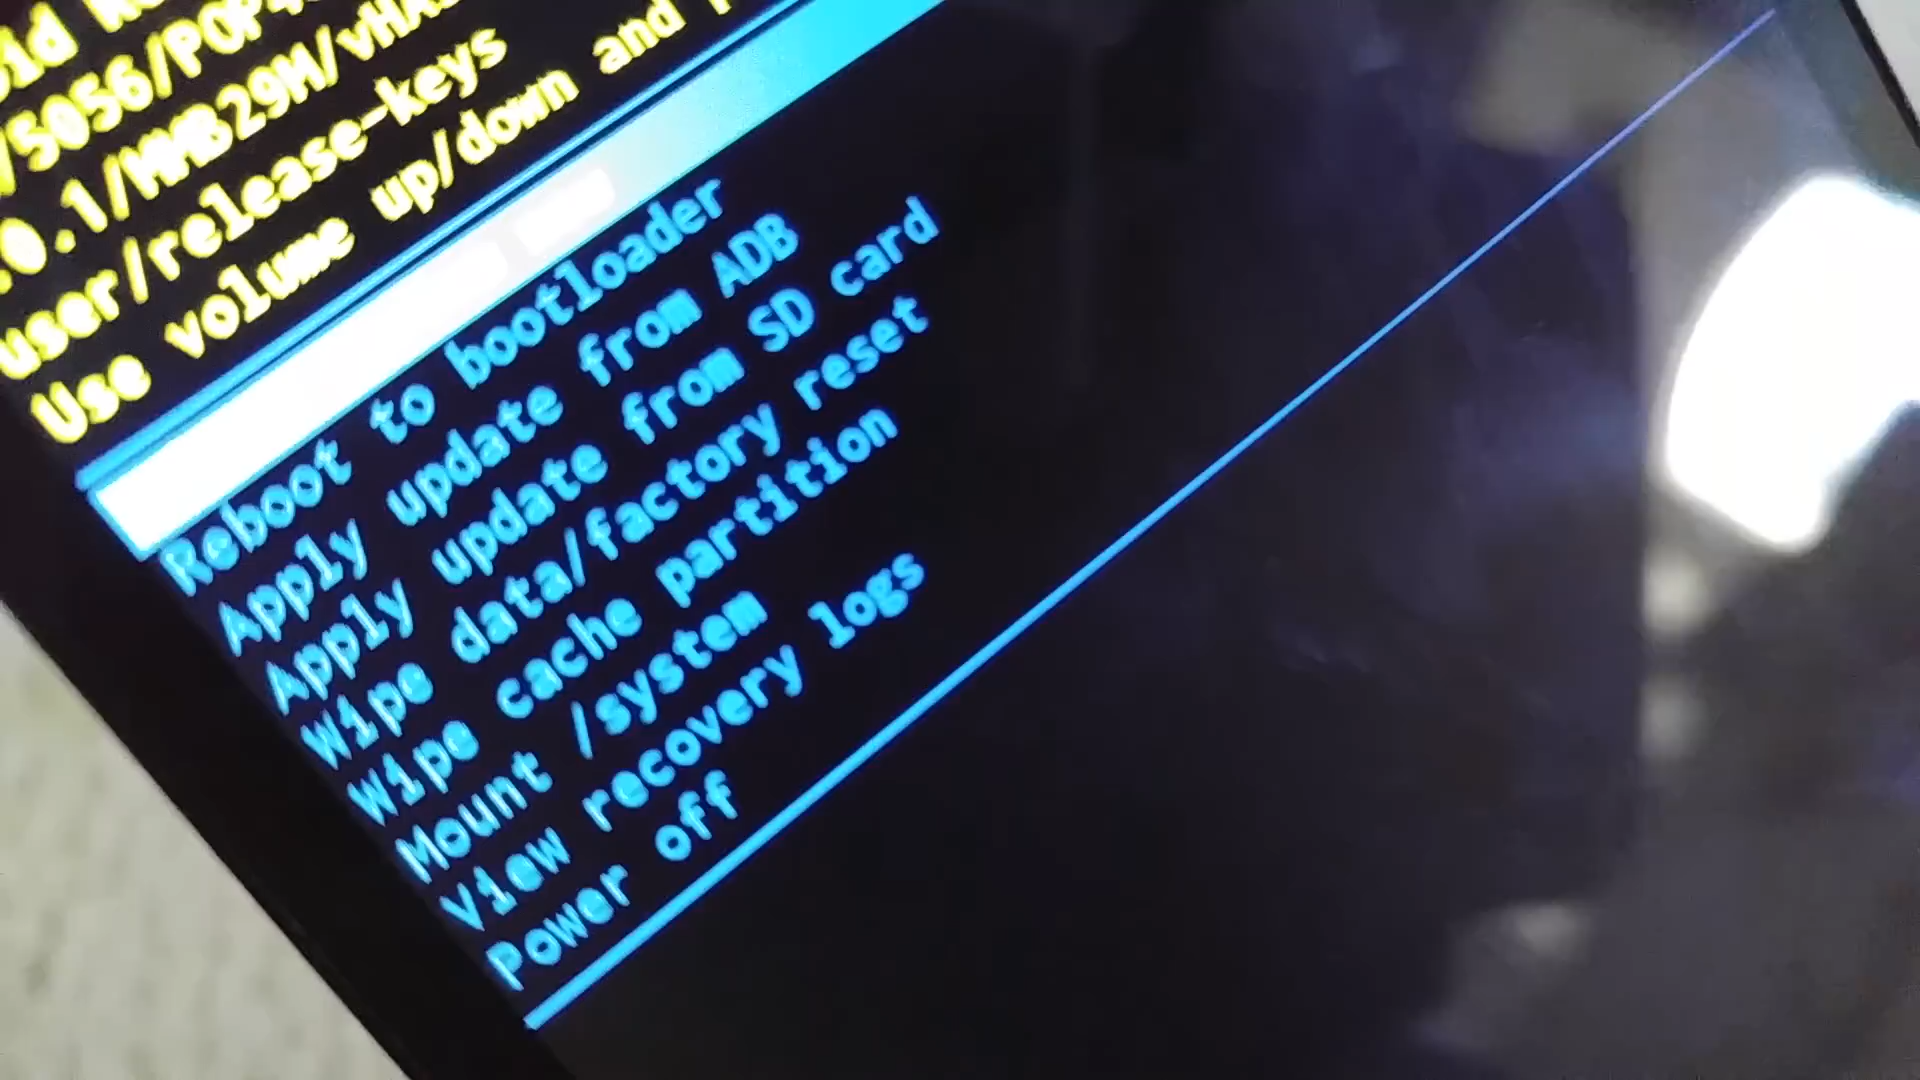 /5056/POP4
.0.1/MMB29M/vHA
user/release-keys
Use volume up/down and
Reboot to bootloader
Apply update from ADB
Apply update from SD card
Wipe data/factory reset
Wipe cache partition
Mount /system
View recovery logs
Power off